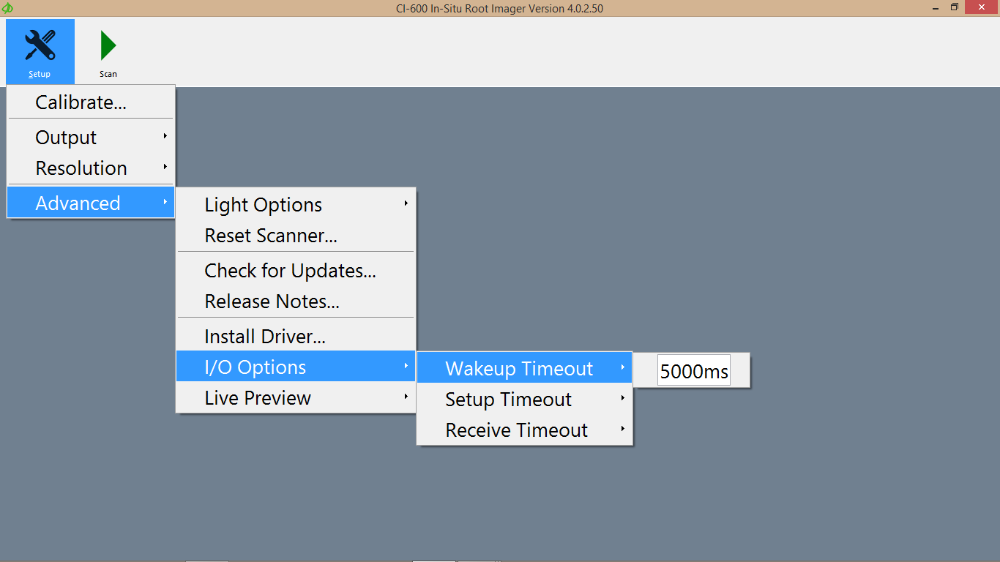 CI-600 In-Situ Root Imager Version 4.0.2.50
Setup
Scan
Calibrate...
Output
Resolution
Advanced
Light Options
Reset Scanner...
Check for Updates...
Release Notes...
Install Driver...
I/O Options
Live Preview
Wakeup Timeout
Setup Timeout
Receive Timeout
5000ms